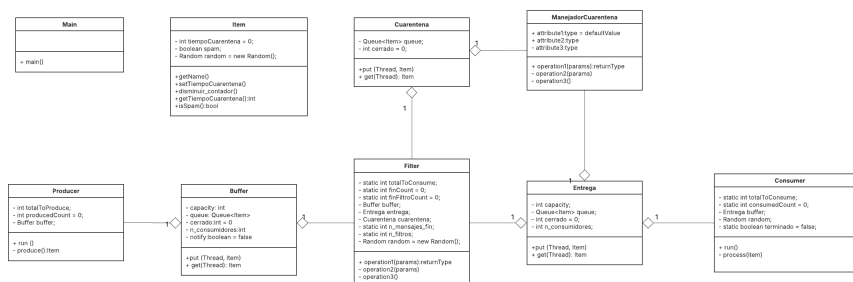 Main
+ main()
Item
- int tiempoCuarentena = 0;
- boolean spam;
- Random random = new Random();
+getName()
+setTiempoCuarentena()
+disminuir_contador()
+getTiempoCuarentena():int
+isSpam():bool
Cuarentena
- Queue<Item> queue;
- int cerrado = 0;
+put (Thread, Item)
+ get(Thread): Item
1
1
ManejadorCuarentena
+ attribute1:type = defaultValue
+ attribute2:type
- attribute3:type
+ operation1(params):returnType
- operation2(params)
- operation3()
Producer
- int totalToProduce;
- int producedCount = 0;
- Buffer buffer;
+ run ()
- produce():Item
1
Buffer
- capacity: int
- queue: Queue<Item>
- cerrado:int = 0
- n_consumidores:int
- notify:boolean = false
+put (Thread, Item)
+ get(Thread): Item
1
Filter
- static int totalToConsume;
- static int finCount = 0;
- static int finFiltroCount = 0;
- Buffer buffer;
- Entrega entrega;
- Cuarentena cuarentena;
- static int n_mensajes_fin;
- static int n_filtros;
- Random random = new Random();
+ operation1(params):returnType
- operation2(params)
- operation3()
1
1
Entrega
- int capacity;
- Queue<Item> queue;
- int cerrado = 0;
- int n_consumidores;
+put (Thread, Item)
+ get(Thread): Item
1
Consumer
- static int totalToConsume;
- static int consumedCount = 0;
- Entrega buffer;
- Random random;
- static boolean terminado = false;
+ run()
- process(item)